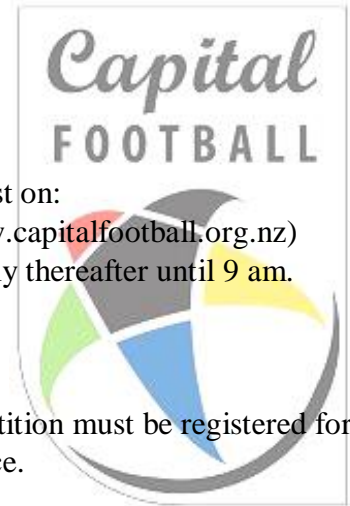 Capital
FOOTBALL
st on:
.capitalfootball.org.nz)
y thereafter until 9 am.
tition must be registered for
ce.